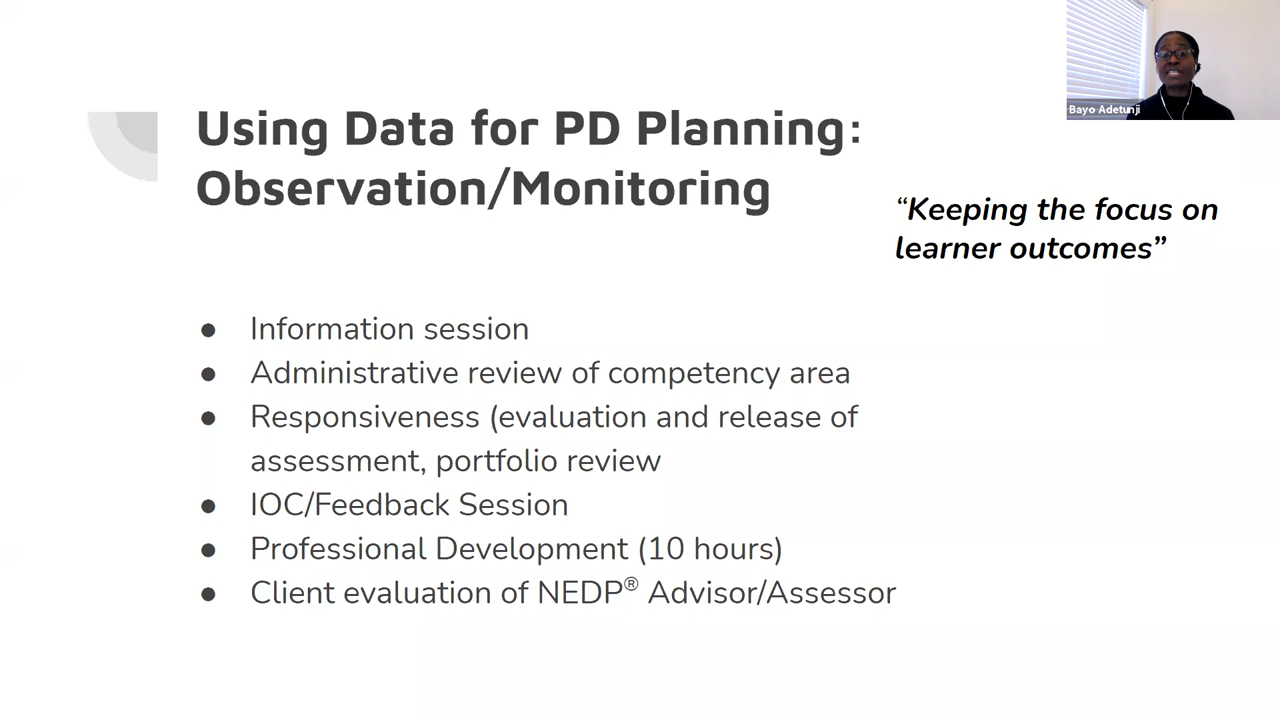 Bayo Adetunji
Using Data for PD Planning:
Observation/Monitoring
“Keeping the focus on
learner outcomes”
● Information session
● Administrative review of competency area
● Responsiveness (evaluation and release of
assessment, portfolio review
● IOC/Feedback Session
● Professional Development (10 hours)
● Client evaluation of NEDP® Advisor/Assessor